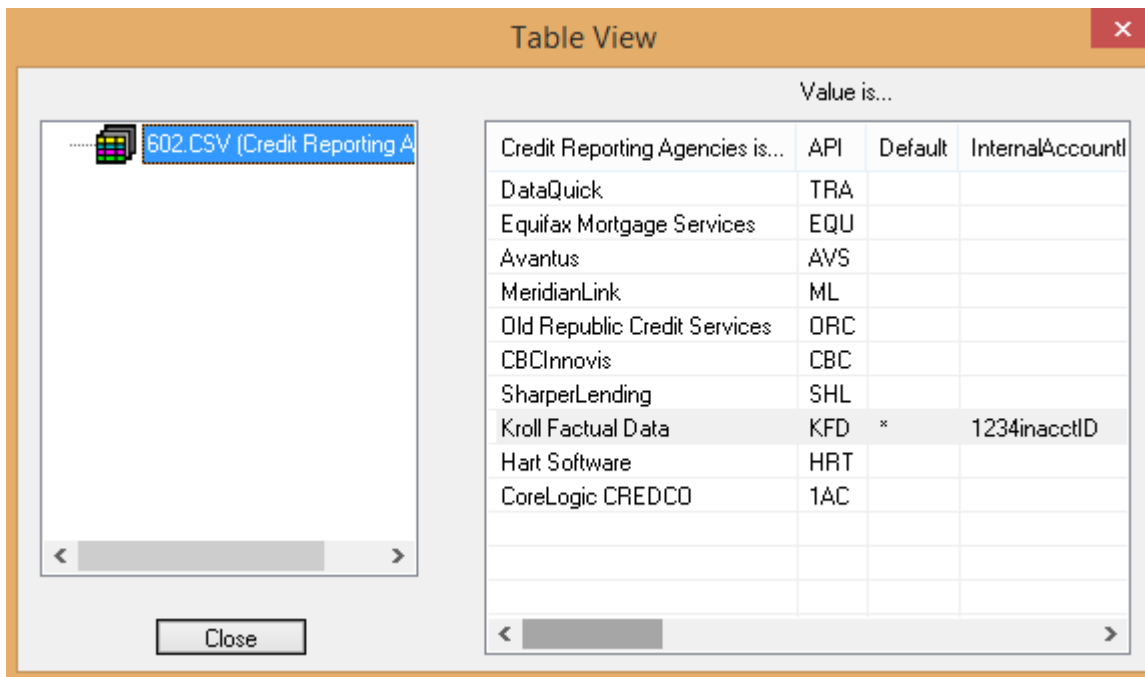 Table View
Value is...
602.CSV (Credit Reporting A
Credit Reporting Agencies is... API Default InternalAccountI
DataQuick TRA
Equifax Mortgage Services EQU
Avantus AVS
MeridianLink ML
Old Republic Credit Services ORC
CBCInnovis CBC
SharperLending SHL
Kroll Factual Data KFD * 1234inacctID
Hart Software HRT
CoreLogic CREDCO 1AC
Close